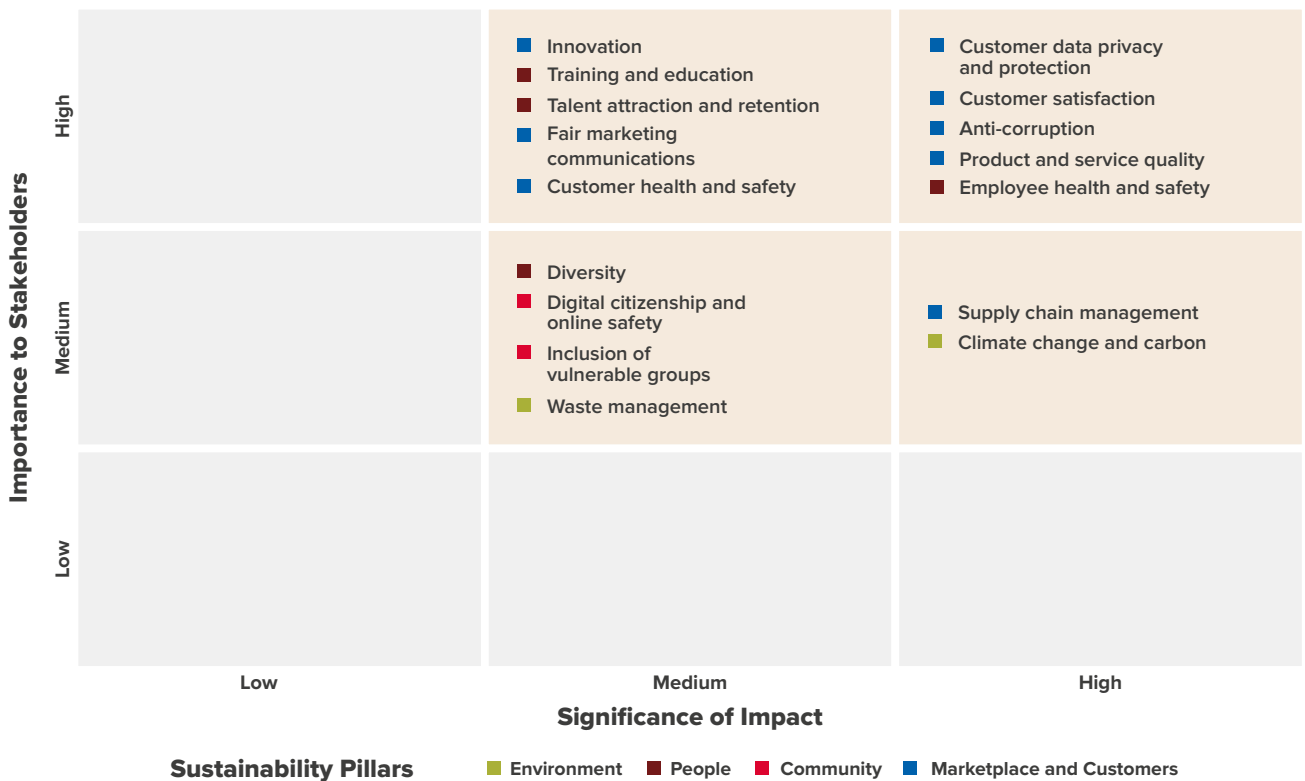 Importance to Stakeholders
High
Innovation
Training and education
Talent attraction and retention
Fair marketing
communications
Customer health and safety
Customer data privacy
and protection
Customer satisfaction
Anti-corruption
Product and service quality
Employee health and safety
Medium
Diversity
Digital citizenship and
online safety
Inclusion of
vulnerable groups
Waste management
Supply chain management
Climate change and carbon
Low
Low
Medium
High
Significance of Impact
Sustainability Pillars
Environment
People
Community
Marketplace and Customers